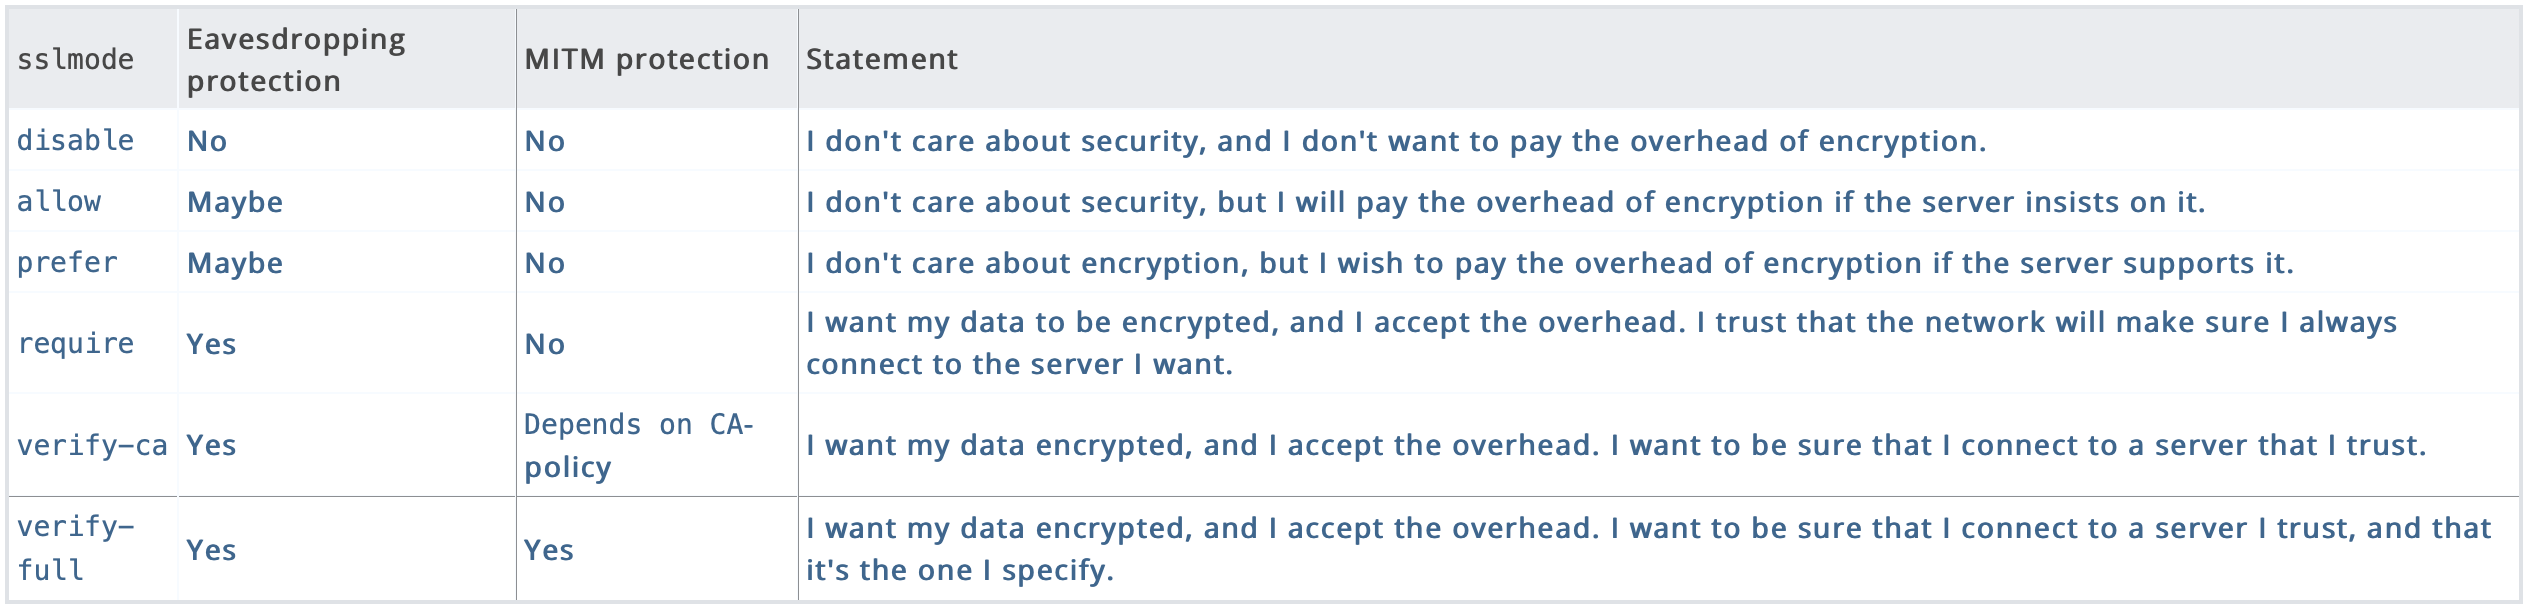 sslmode Eavesdropping protection MITM protection Statement
disable No No I don't care about security, and I don't want to pay the overhead of encryption.
allow Maybe No I don't care about security, but I will pay the overhead of encryption if the server insists on it.
prefer Maybe No I don't care about encryption, but I wish to pay the overhead of encryption if the server supports it.
require Yes No I want my data to be encrypted, and I accept the overhead. I trust that the network will make sure I always
connect to the server I want.
verify-ca Yes Depends on CA-
policy I want my data encrypted, and I accept the overhead. I want to be sure that I connect to a server that I trust.
verify-
full Yes Yes I want my data encrypted, and I accept the overhead. I want to be sure that I connect to a server I trust, and that
it's the one I specify.